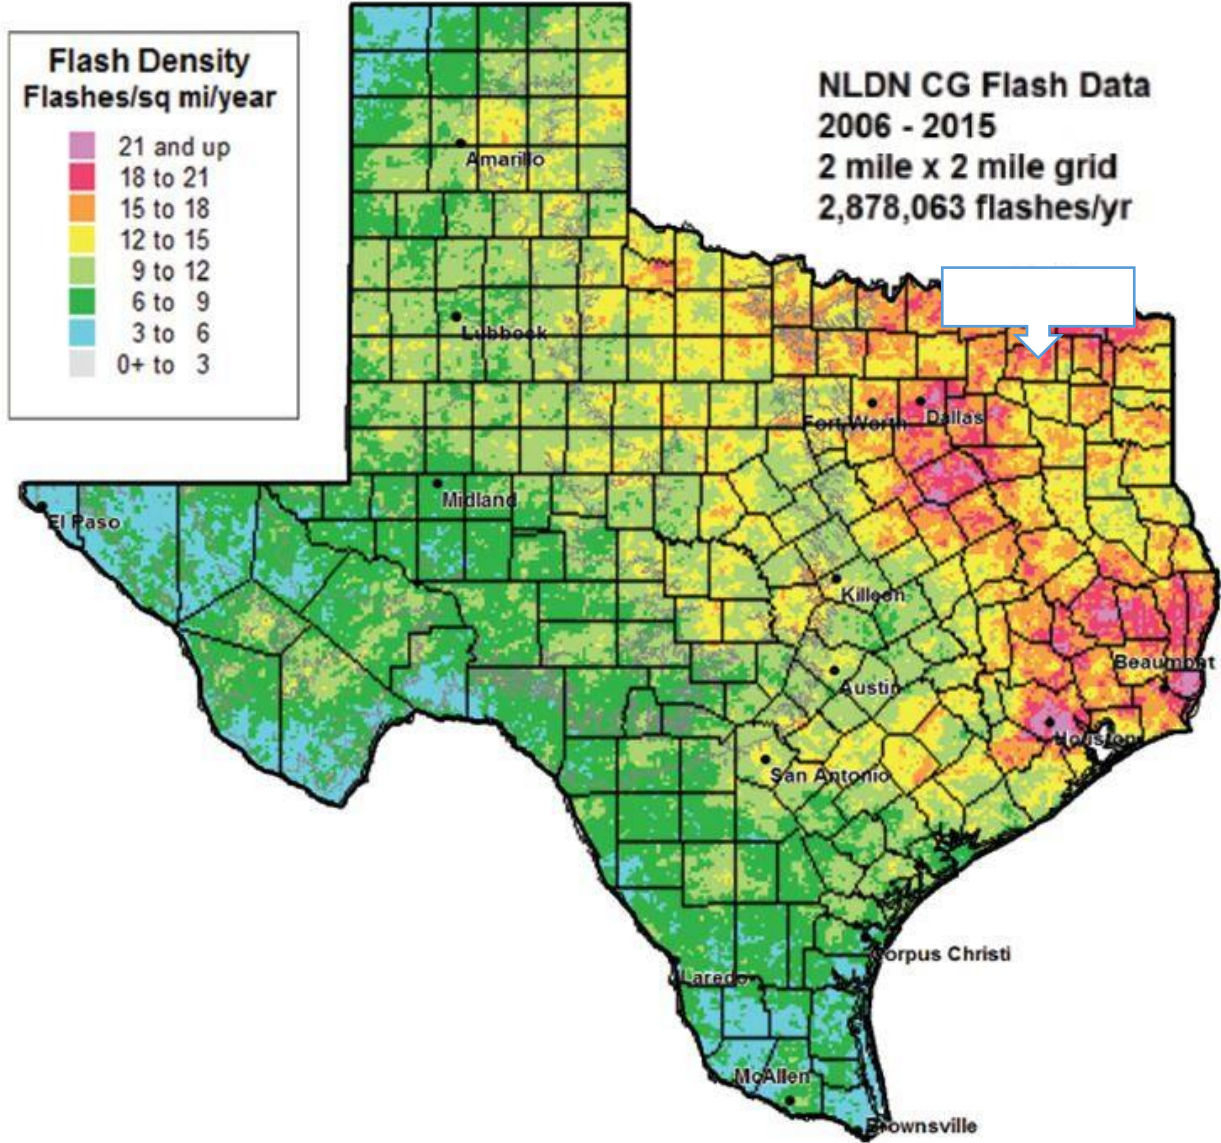 Flash Density
Flashes/sq mi/year
21 and up
18 to 21
15 to 18
12 to 15
9 to 12
6 to 9
3 to 6
0+ to 3
NLDN CG Flash Data
2006 - 2015
2 mile x 2 mile grid
2,878,063 flashes/yr
Amarillo
Lubbock
Fort Worth
Dallas
Midland
El Paso
Killeen
Beaumont
Austin
Houston
San Antonio
Corpus Christi
Laredo
McAllen
Brownsville